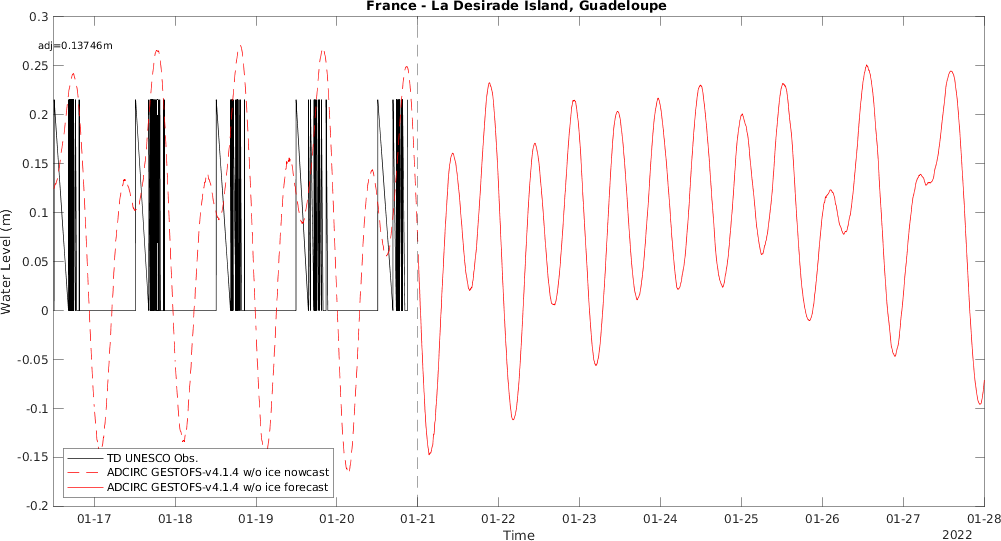 France - La Desirade Island, Guadeloupe
adj=0.13746m
0.3
0.25
0.2
0.15
0.1
0.05
0
-0.05
-0.1
-0.15
-0.2
Water Level (m)
TD UNESCO Obs.
ADCIRC GESTOFS-v4.1.4 w/o ice nowcast
ADCIRC GESTOFS-v4.1.4 w/o ice forecast
01-17 01-18 01-19 01-20 01-21 01-22 01-23 01-24 01-25 01-26 01-27 01-28
Time
2022